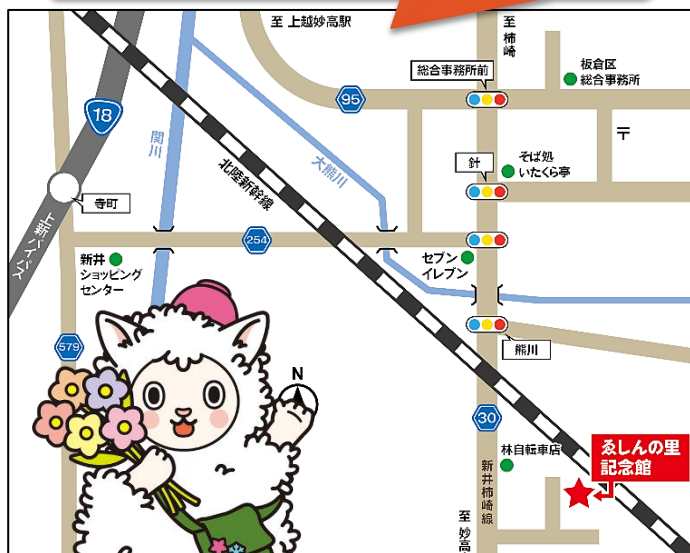 至 上越妙高駅
至 柿崎
総合事務所前
板倉区
総合事務所
95
18
〒
関川
大熊川
北陸新幹線
針
そば処
いたくら亭
寺町
上新バイパス
254
新井
ショッピング
センター
セブン
イレブン
579
熊川
N
30
林自転車店
ゑしんの里
記念館
新井柿崎線
至 妙高